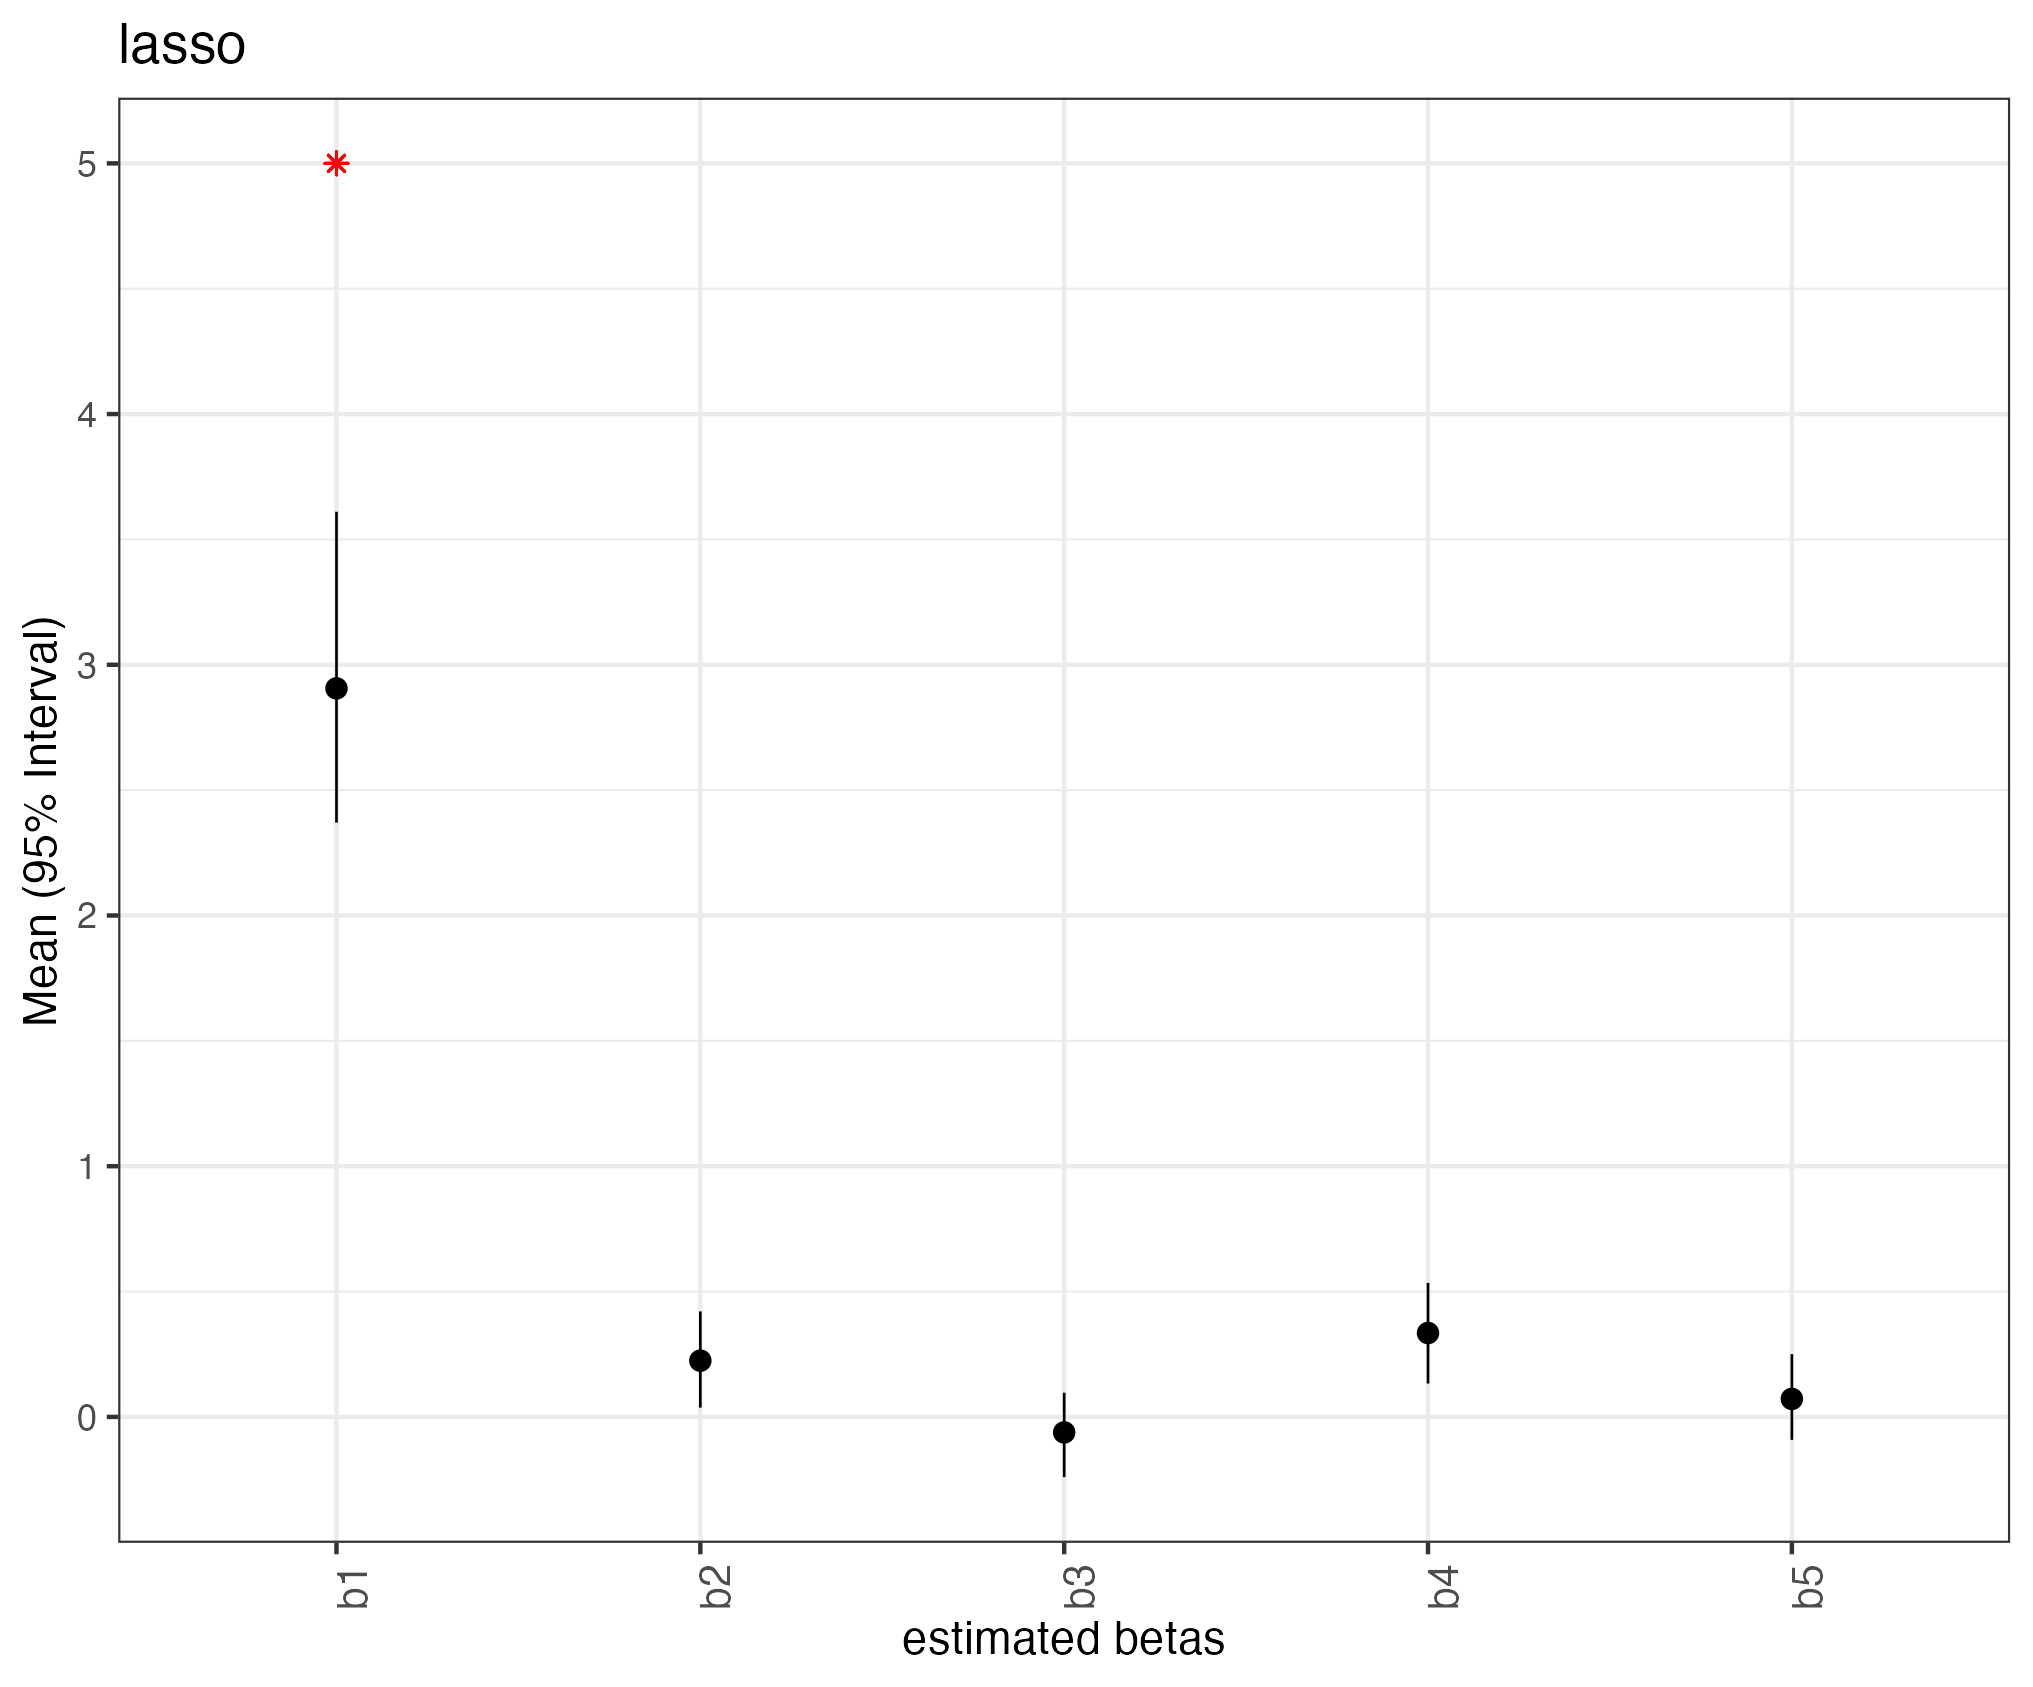 lasso
Mean (95% Interval)
5
4
3
2
1
0
b1
b2
b3
b4
b5
estimated betas